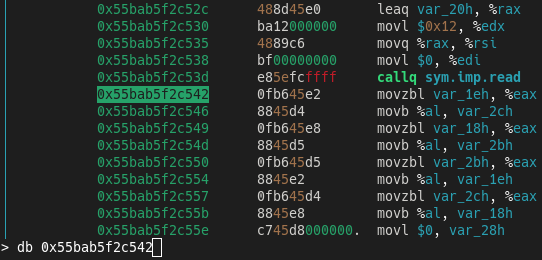 0x55bab5f2c52c 488d45e0 leaq var_20h, %rax
0x55bab5f2c530 ba12000000 movl $0x12, %edx
0x55bab5f2c535 4889c6 movq %rax, %rsi
0x55bab5f2c538 bf00000000 movl $0, %edi
0x55bab5f2c53d e85efcffff callq sym.imp.read
0x55bab5f2c542 0fb645e2 movzbl var_1eh, %eax
0x55bab5f2c546 8845d4 movb %al, var_2ch
0x55bab5f2c549 0fb645e8 movzbl var_18h, %eax
0x55bab5f2c54d 8845d5 movb %al, var_2bh
0x55bab5f2c550 0fb645d5 movzbl var_2bh, %eax
0x55bab5f2c554 8845e2 movb %al, var_1eh
0x55bab5f2c557 0fb645d4 movzbl var_2ch, %eax
0x55bab5f2c55b 8845e8 movb %al, var_18h
0x55bab5f2c55e c745d8000000. movl $0, var_28h
> db 0x55bab5f2c542